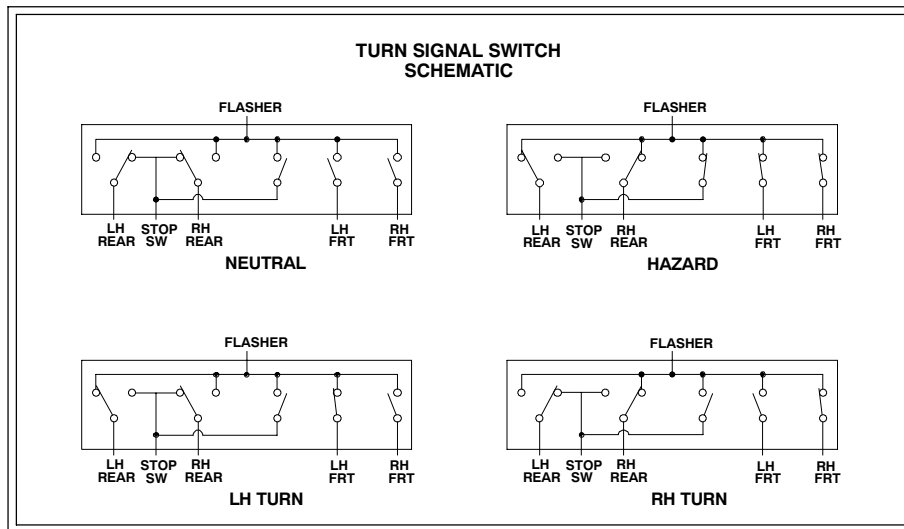 TURN SIGNAL SWITCH
SCHEMATIC
FLASHER
LH REAR
STOP SW
RH REAR
LH FRT
RH FRT
NEUTRAL
FLASHER
LH REAR
STOP SW
RH REAR
LH FRT
RH FRT
HAZARD
FLASHER
LH REAR
STOP SW
RH REAR
LH FRT
RH FRT
LH TURN
FLASHER
LH REAR
STOP SW
RH REAR
LH FRT
RH FRT
RH TURN